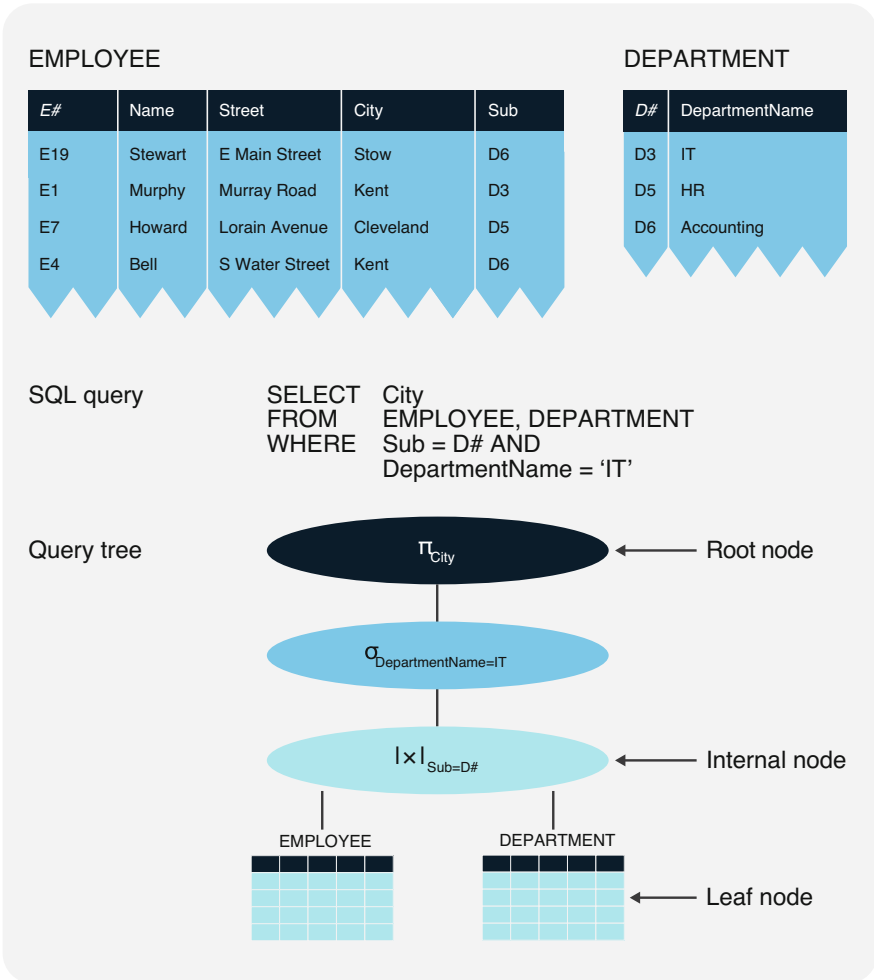 EMPLOYEE
E# Name Street City Sub
E19 Stewart E Main Street Stow D6
E1 Murphy Murray Road Kent D3
E7 Howard Lorain Avenue Cleveland D5
E4 Bell S Water Street Kent D6
DEPARTMENT
D# DepartmentName
D3 IT
D5 HR
D6 Accounting
SQL query
SELECT City
FROM EMPLOYEE, DEPARTMENT
WHERE Sub = D# AND
DepartmentName = ‘IT’
Query tree
π City
Root node
σ DepartmentName=IT
|×| Sub=D#
Internal node
EMPLOYEE
DEPARTMENT
Leaf node